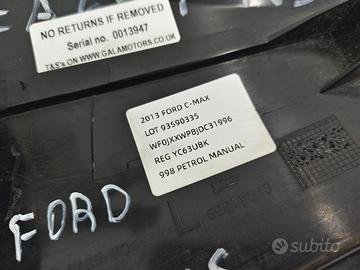 NO RETURNS IF REMOVED
Serial no. 0013947
T&S's on WWW.GALAMOTORS.CO.UK
2013 FORD C-MAX
LOT 93590335
WF0JXXWPBJDC31996
REG YC63UBK
998 PETROL MANUAL
FORD
subito